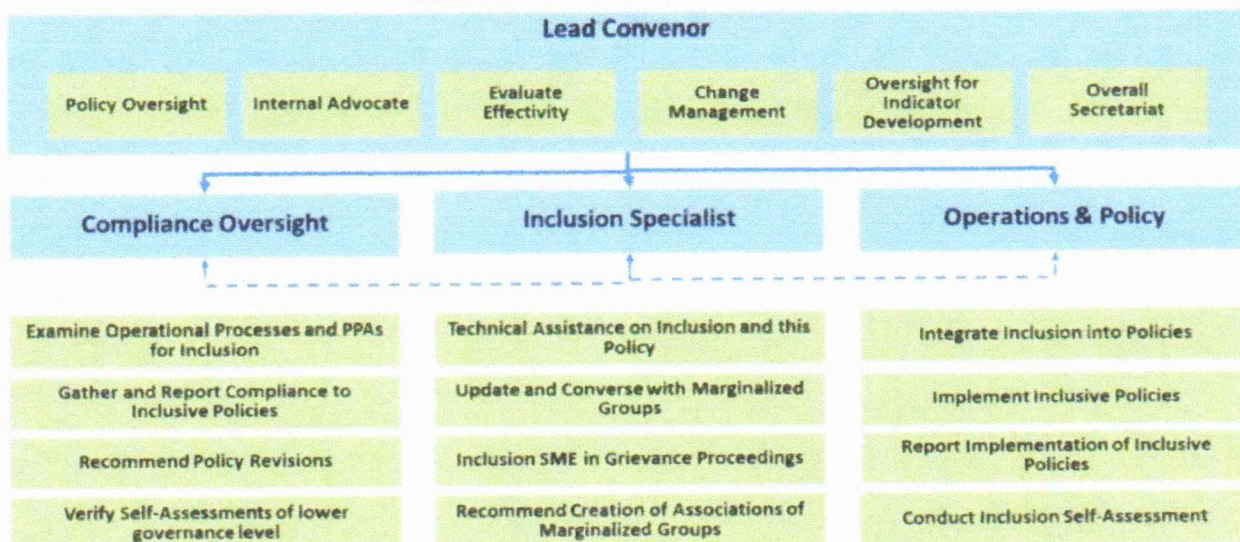 Lead Convenor
Policy Oversight
Internal Advocate
Evaluate
Effectivity
Change
Management
Oversight for
Indicator
Development
Overall
Secretariat
Compliance Oversight
Inclusion Specialist
Operations & Policy
Examine Operational Processes and PPAs
for Inclusion
Gather and Report Compliance to
Inclusive Policies
Recommend Policy Revisions
Verify Self-Assessments of lower
governance level
Technical Assistance on Inclusion and this
Policy
Update and Converse with Marginalized
Groups
Inclusion SME in Grievance Proceedings
Recommend Creation of Associations of
Marginalized Groups
Integrate Inclusion into Policies
Implement Inclusive Policies
Report Implementation of Inclusive
Policies
Conduct Inclusion Self-Assessment